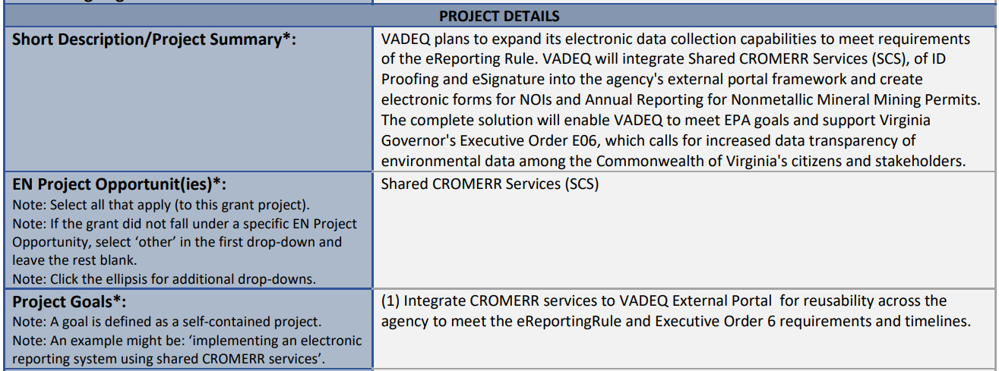 PROJECT DETAILS
Short Description/Project Summary*:
VADEQ plans to expand its electronic data collection capabilities to meet requirements
of the eReporting Rule. VADEQ will integrate Shared CROMERR Services (SCS), of ID
Proofing and eSignature into the agency's external portal framework and create
electronic forms for NOIs and Annual Reporting for Nonmetallic Mineral Mining Permits.
The complete solution will enable VADEQ to meet EPA goals and support Virginia
Governor's Executive Order E06, which calls for increased data transparency of
environmental data among the Commonwealth of Virginia's citizens and stakeholders.
EN Project Opportunit(ies)*:
Note: Select all that apply (to this grant project).
Note: If the grant did not fall under a specific EN Project
Opportunity, select ‘other’ in the first drop-down and
leave the rest blank.
Note: Click the ellipsis for additional drop-downs.
Shared CROMERR Services (SCS)
Project Goals*:
Note: A goal is defined as a self-contained project.
Note: An example might be: ‘implementing an electronic
reporting system using shared CROMERR services’.
(1) Integrate CROMERR services to VADEQ External Portal  for reusability across the
agency to meet the eReportingRule and Executive Order 6 requirements and timelines.